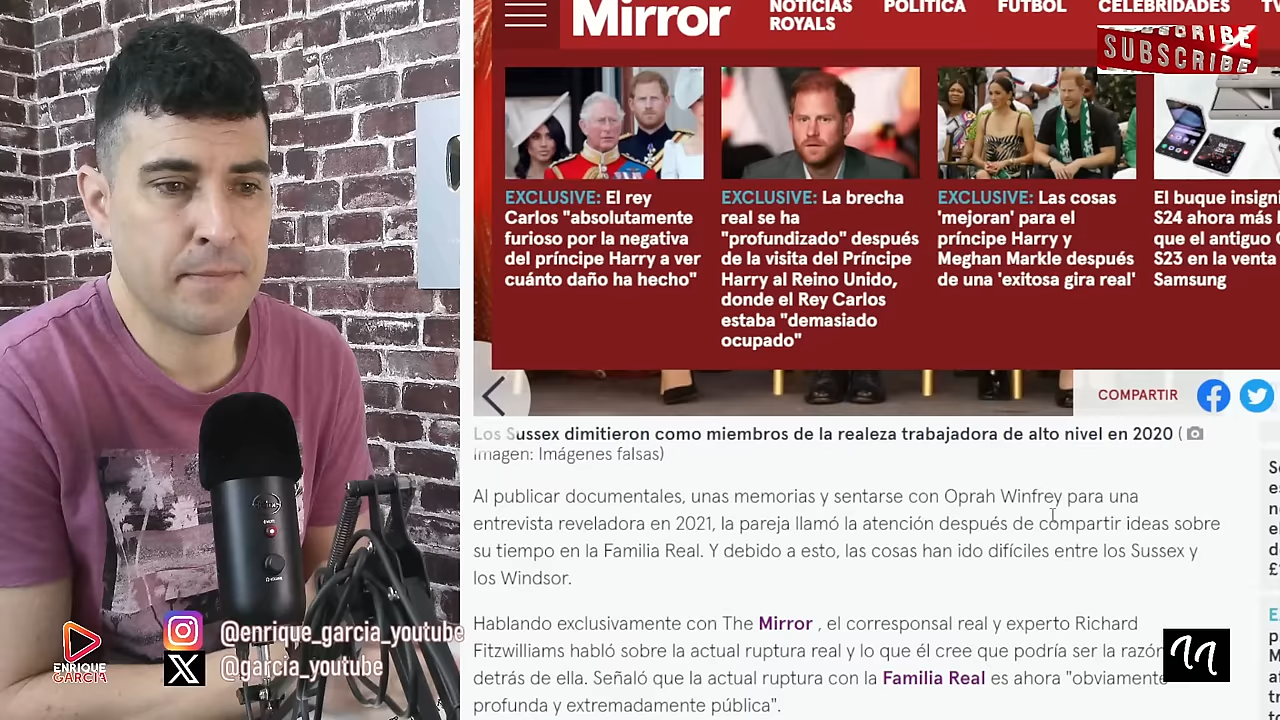 Mirror
NOTICIAS
ROYALS
POLÍTICA
FÚTBOL
CELEBRIDADES
TV
SUBSCRIBE
SUBSCRIBE
EXCLUSIVE: El rey
Carlos "absolutamente
furioso por la negativa
del príncipe Harry a ver
cuánto daño ha hecho"
EXCLUSIVE: La brecha
real se ha
"profundizado" después
de la visita del Príncipe
Harry al Reino Unido,
donde el Rey Carlos
estaba "demasiado
ocupado"
EXCLUSIVE: Las cosas
'mejoran' para el
príncipe Harry y
Meghan Markle después
de una 'exitosa gira real'
El buque insigni
S24 ahora más
que el antiguo
S23 en la venta
Samsung
COMPARTIR
Los Sussex dimitieron como miembros de la realeza trabajadora de alto nivel en 2020 (
Imagen: Imágenes falsas)
Al publicar documentales, unas memorias y sentarse con Oprah Winfrey para una
entrevista reveladora en 2021, la pareja llamó la atención después de compartir ideas sobre
su tiempo en la Familia Real. Y debido a esto, las cosas han ido difíciles entre los Sussex y
los Windsor.
Hablando exclusivamente con The Mirror , el corresponsal real y experto Richard
Fitzwilliams habló sobre la actual ruptura real y lo que él cree que podría ser la razón
detrás de ella. Señaló que la actual ruptura con la Familia Real es ahora "obviamente
profunda y extremadamente pública".
ENRIQUE
GARCIA
@enrique_garcia_youtube
@garcia_youtube